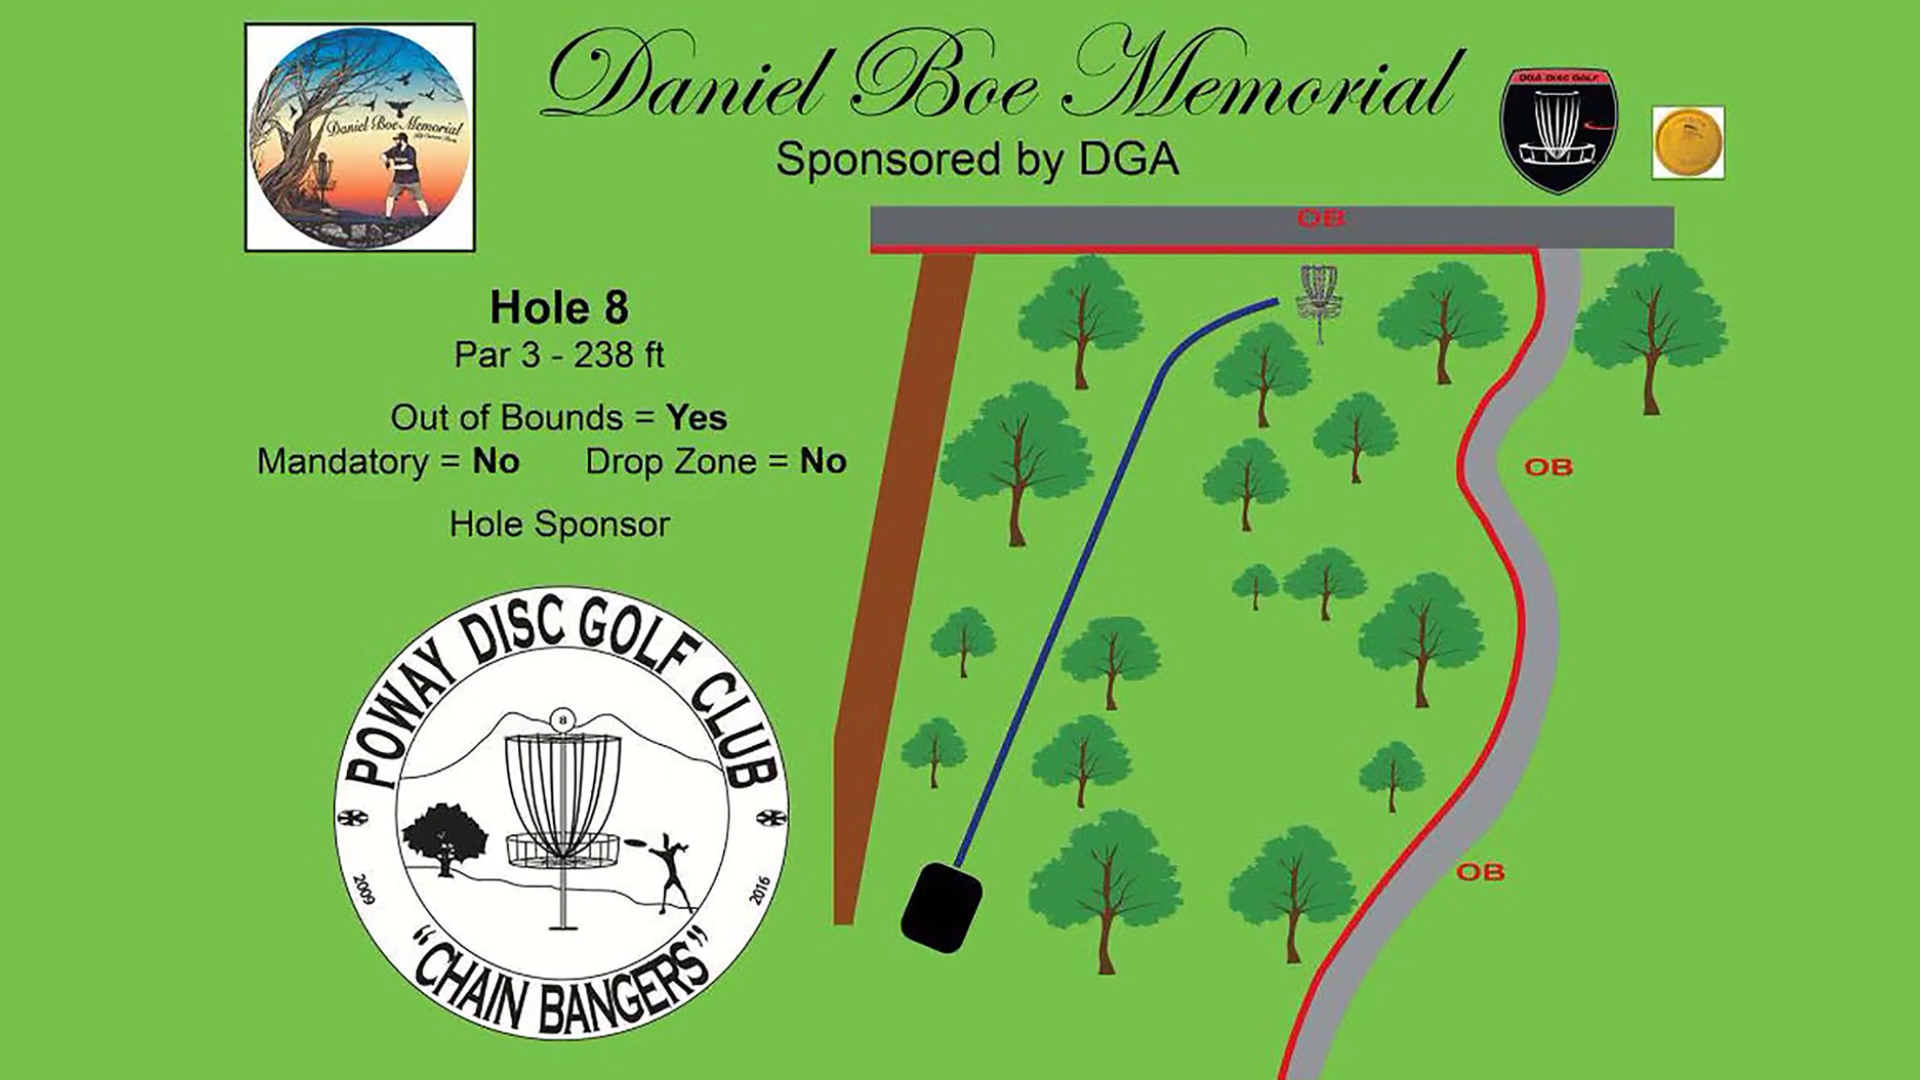 Daniel Boe Memorial
Sponsored by DGA
Daniel Boe Memorial
DGA DISC GOLF
OB
Hole 8
Par 3 - 238 ft
Out of Bounds = Yes
Mandatory = No Drop Zone = No
Hole Sponsor
POWAY DISC GOLF CLUB
8
2009
2016
“CHAIN BANGERS”
OB
OB